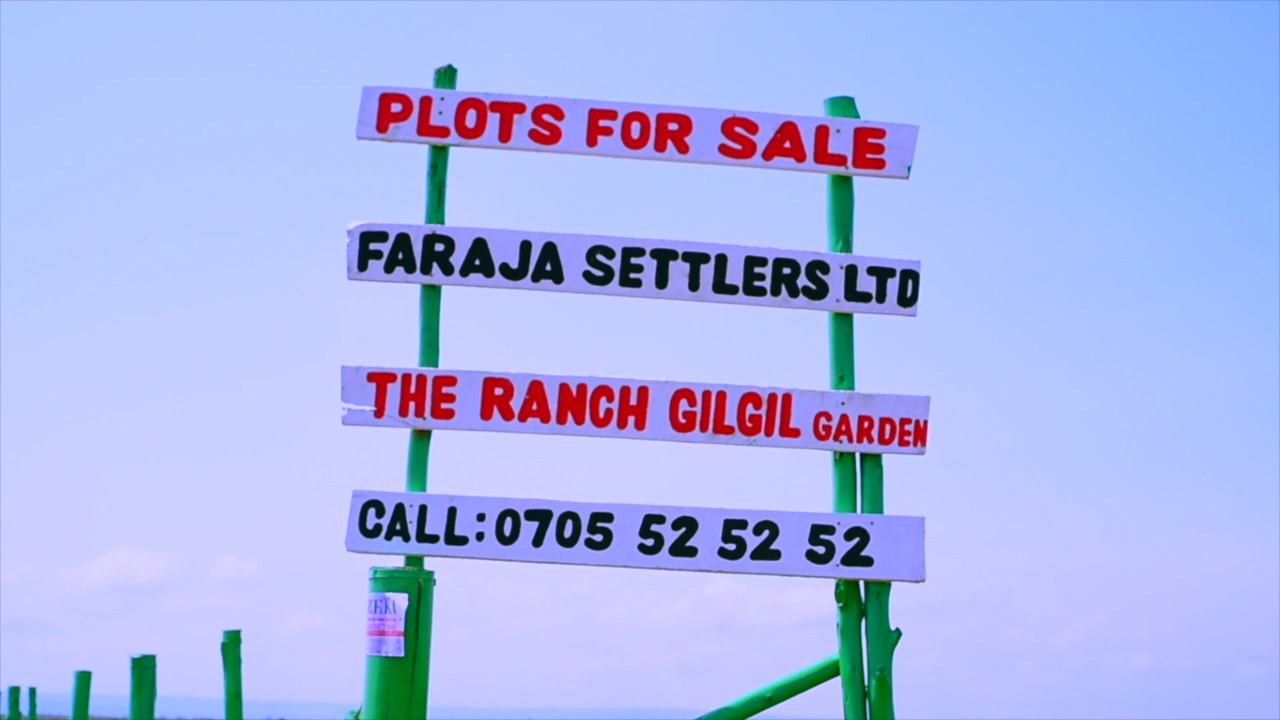 PLOTS FOR SALE
FARAJA SETTLERS LTD
THE RANCH GILGIL GARDEN
CALL:0705 52 52 52